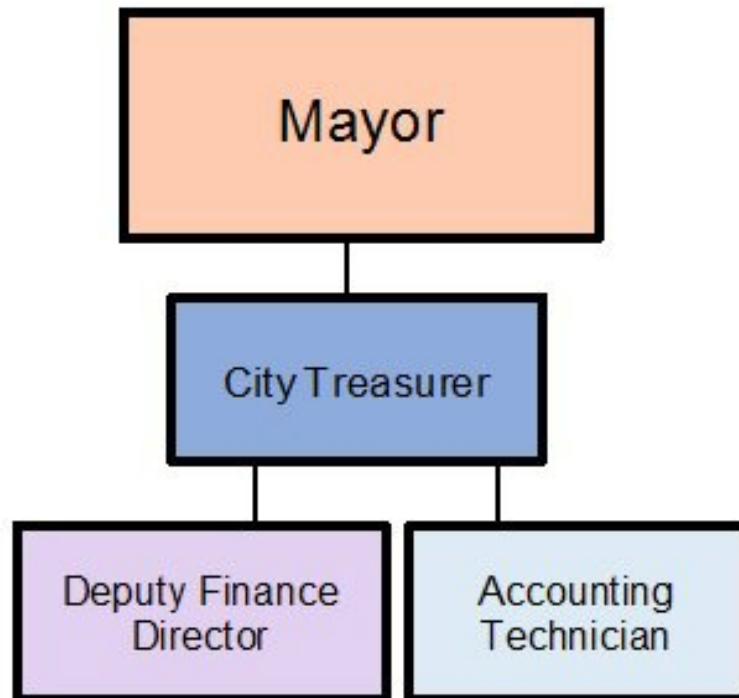 Mayor
City Treasurer
Deputy Finance
Director
Accounting
Technician